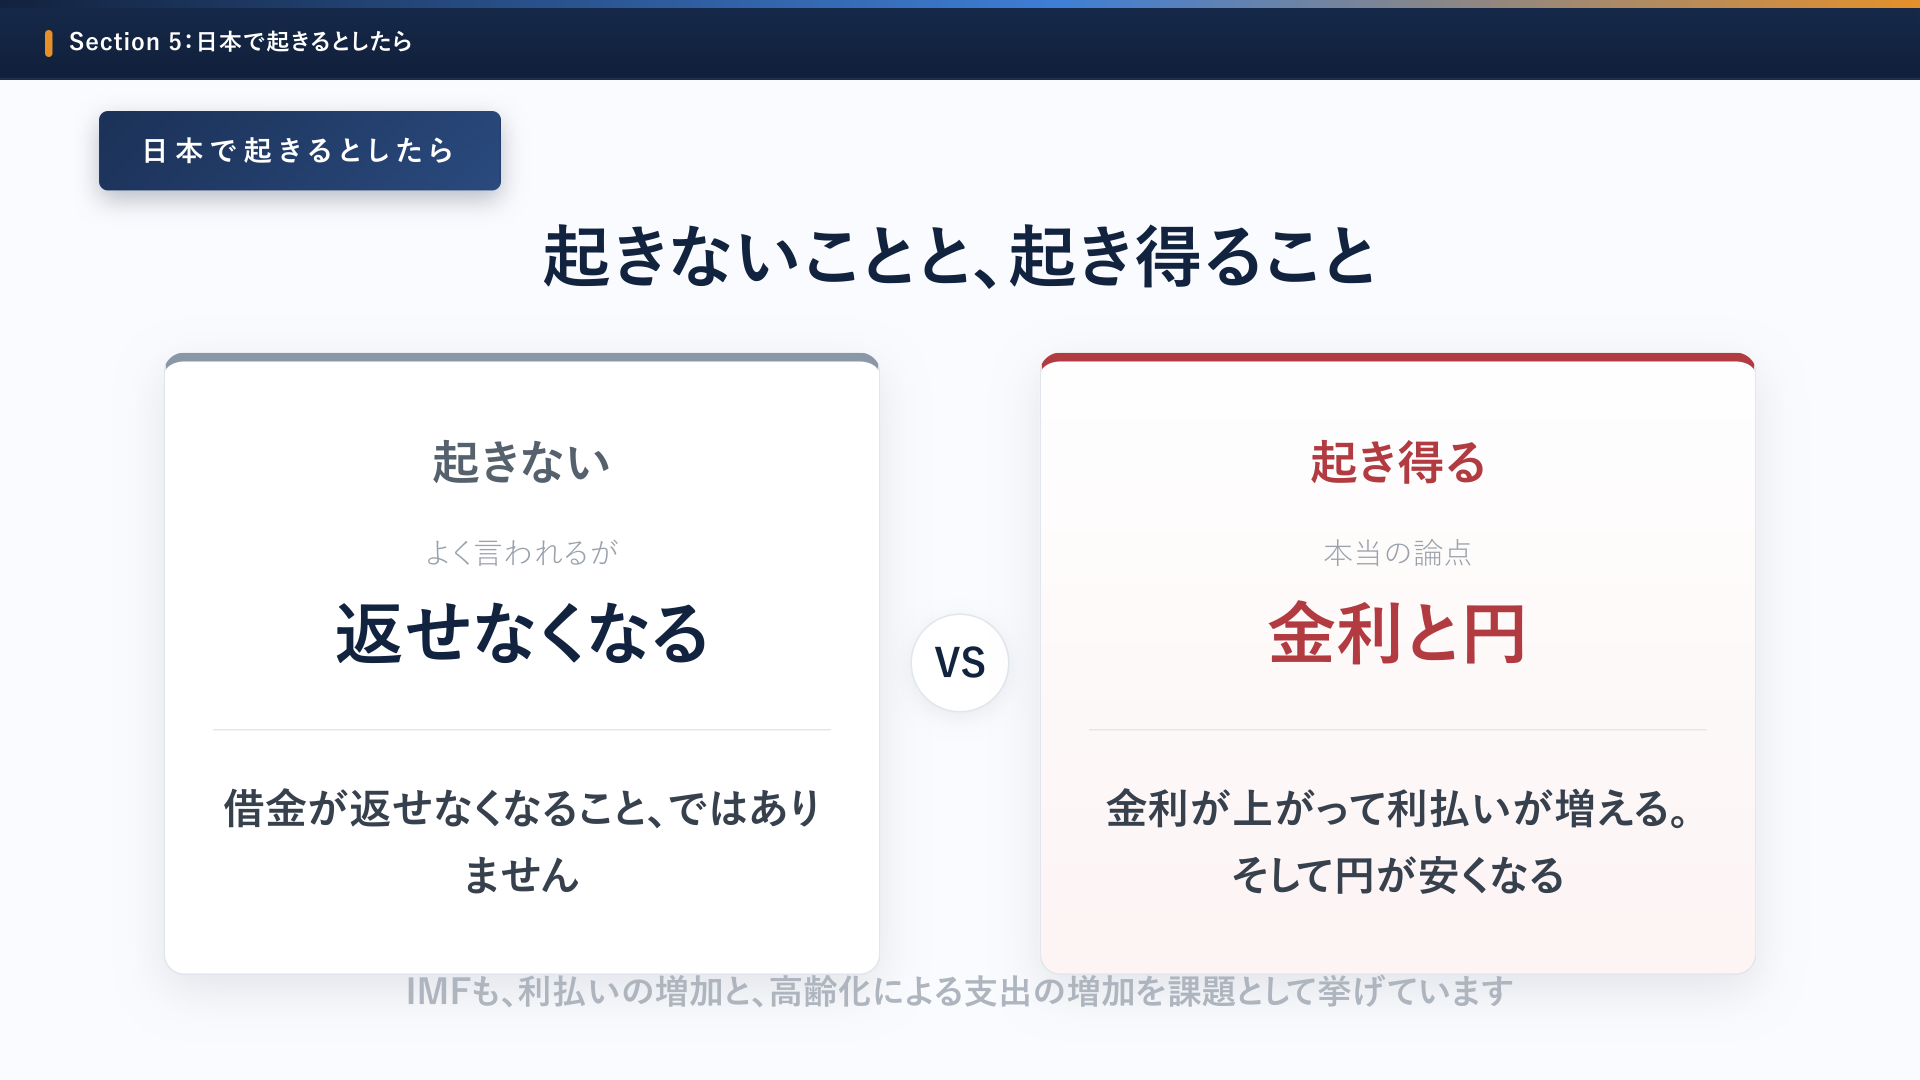 Section 5：日本で起きるとしたら
日本で起きるとしたら
起きないことと、起き得ること
起きない
よく言われるが
返せなくなる
借金が返せなくなること、ではあり
ません
VS
起き得る
本当の論点
金利と円
金利が上がって利払いが増える。
そして円が安くなる
IMFも、利払いの増加と、高齢化による支出の増加を課題として挙げています